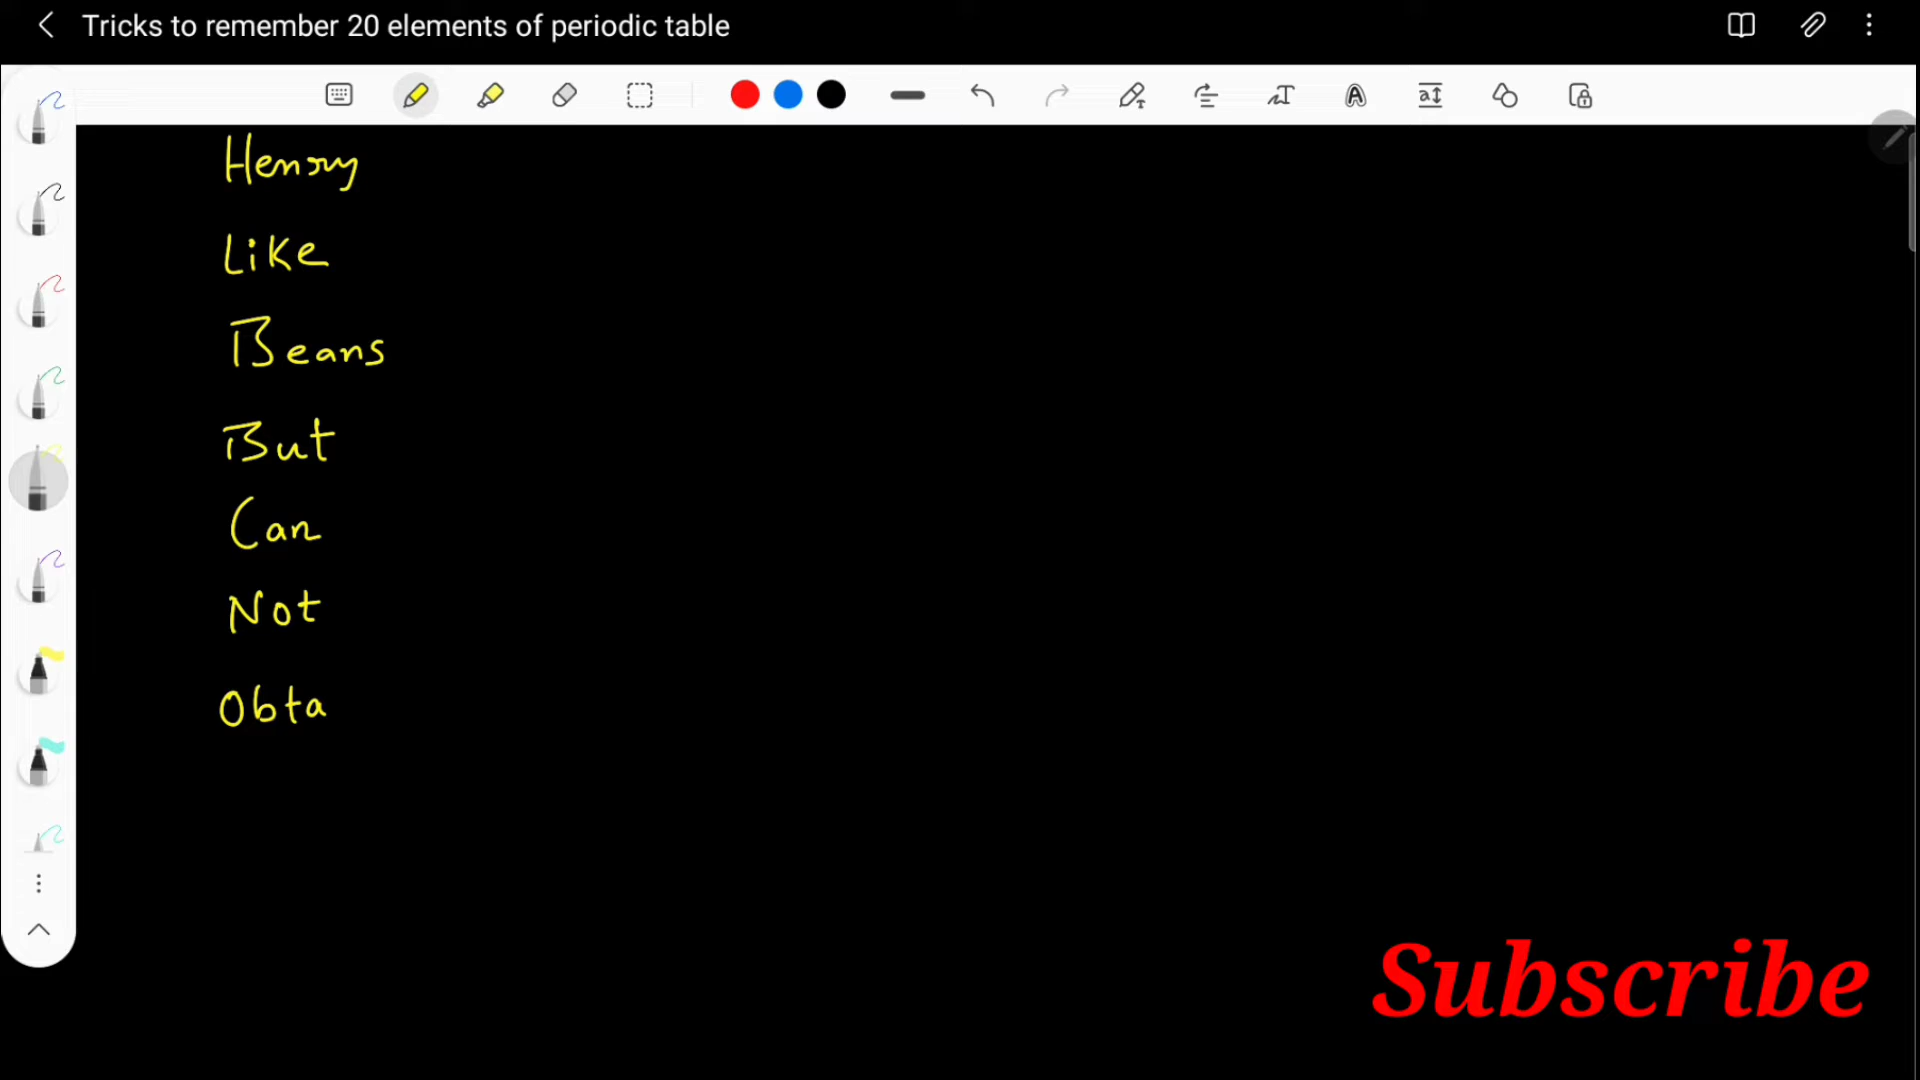 Tricks to remember 20 elements of periodic table
Henry
Like
Beans
But
Can
Not
Obta
Subscribe